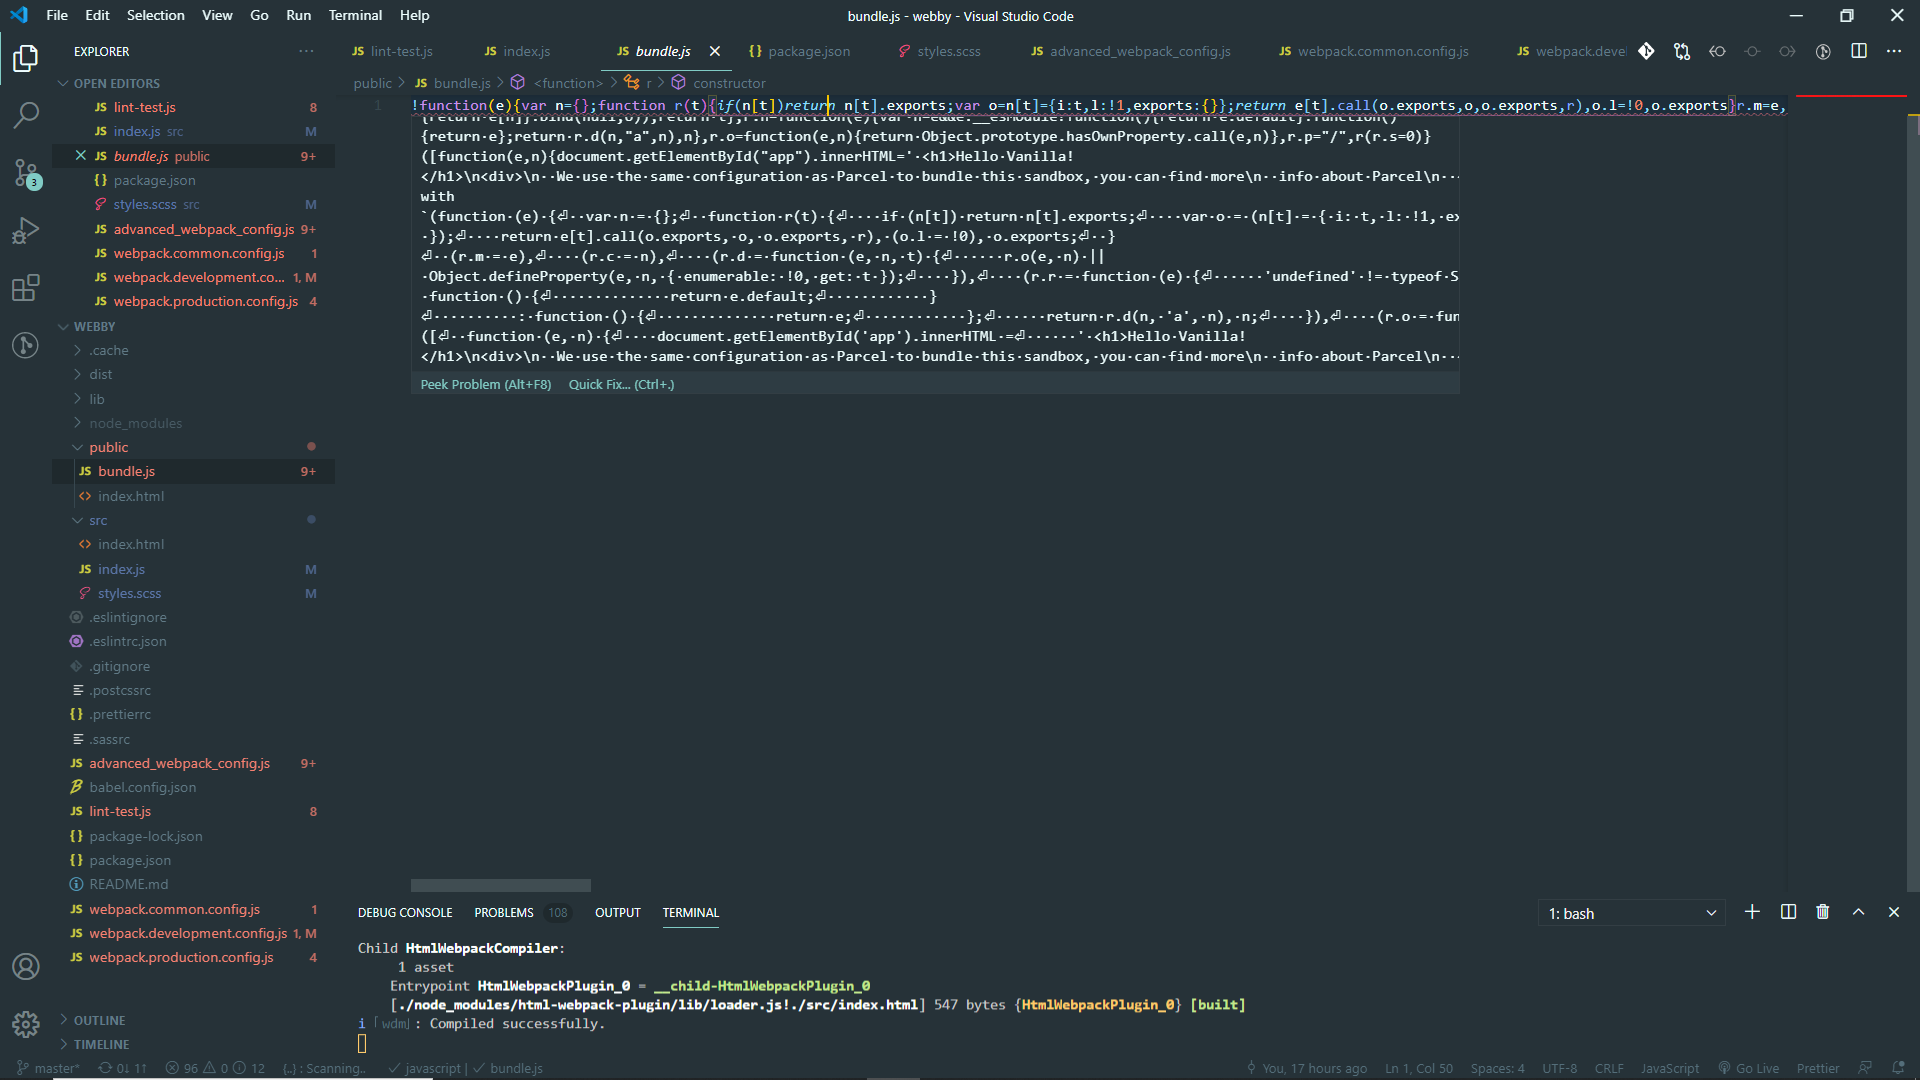 File Edit Selection View Go Run Terminal Help
bundle.js - webby - Visual Studio Code
EXPLORER
JS lint-test.js
JS index.js
JS bundle.js
{} package.json
styles.scss
JS advanced_webpack_config.js
JS webpack.common.config.js
JS webpack.devel
OPEN EDITORS
JS lint-test.js 8
JS index.js src M
JS bundle.js public 9+
{} package.json
styles.scss src M
JS advanced_webpack_config.js 9+
JS webpack.common.config.js 1
JS webpack.development.co... 1, M
JS webpack.production.config.js 4
WEBBY
.cache
dist
lib
node_modules
public
JS bundle.js 9+
<> index.html
src
<> index.html
JS index.js M
styles.scss M
.eslintignore
.eslintrc.json
.gitignore
.postcssrc
{} .prettierrc
.sassrc
JS advanced_webpack_config.js 9+
babel.config.json
JS lint-test.js 8
{} package-lock.json
{} package.json
README.md
JS webpack.common.config.js 1
JS webpack.development.config.js 1, M
JS webpack.production.config.js 4
OUTLINE
TIMELINE
3
public > JS bundle.js > <function> > r > constructor
1 !function(e){var n={};function r(t){if(n[t])return n[t].exports;var o=n[t]={i:t,l:!1,exports:{}};return e[t].call(o.exports,o,o.exports,r),o.l=!0,o.exports}r.m=e,
{return·e};return·r.d(n,"a",n),n},r.o=function(e,n){return·Object.prototype.hasOwnProperty.call(e,n)},r.p="/",r(r.s=0)}
([function(e,n){document.getElementById("app").innerHTML='·<h1>Hello·Vanilla!
</h1>\n<div>\n··We·use·the·same·configuration·as·Parcel·to·bundle·this·sandbox,·you·can·find·more\n··info·about·Parcel\n··
with
`(function·(e)·{⏎··var·n·=·{};⏎··function·r(t)·{⏎····if·(n[t])·return·n[t].exports;⏎····var·o·=·(n[t]·=·{·i:·t,·l:·!1,·ex
·});⏎····return·e[t].call(o.exports,·o,·o.exports,·r),·(o.l·=·!0),·o.exports;⏎··}
⏎··(r.m·=·e),⏎····(r.c·=·n),⏎····(r.d·=·function·(e,·n,·t)·{⏎······r.o(e,·n)·||
·Object.defineProperty(e,·n,·{·enumerable:·!0,·get:·t·});⏎····}),⏎····(r.r·=·function·(e)·{⏎······'undefined'·!=·typeof·S
·function·()·{⏎··············return·e.default;⏎············}
⏎··········:·function·()·{⏎··············return·e;⏎············};⏎······return·r.d(n,·'a',·n),·n;⏎····}),⏎····(r.o·=·fun
([⏎··function·(e,·n)·{⏎····document.getElementById('app').innerHTML·=⏎······'·<h1>Hello·Vanilla!
</h1>\n<div>\n··We·use·the·same·configuration·as·Parcel·to·bundle·this·sandbox,·you·can·find·more\n··info·about·Parcel\n··
Peek Problem (Alt+F8) Quick Fix... (Ctrl+.)
DEBUG CONSOLE PROBLEMS 108 OUTPUT TERMINAL
1: bash
Child HtmlWebpackCompiler:
1 asset
Entrypoint HtmlWebpackPlugin_0 = __child-HtmlWebpackPlugin_0
[./node_modules/html-webpack-plugin/lib/loader.js!./src/index.html] 547 bytes {HtmlWebpackPlugin_0} [built]
i ｢wdm｣: Compiled successfully.
master* 0↓ 1↑ 96 0 12 {..} : Scanning.. javascript | bundle.js
You, 17 hours ago Ln 1, Col 50 Spaces: 4 UTF-8 CRLF JavaScript Go Live Prettier